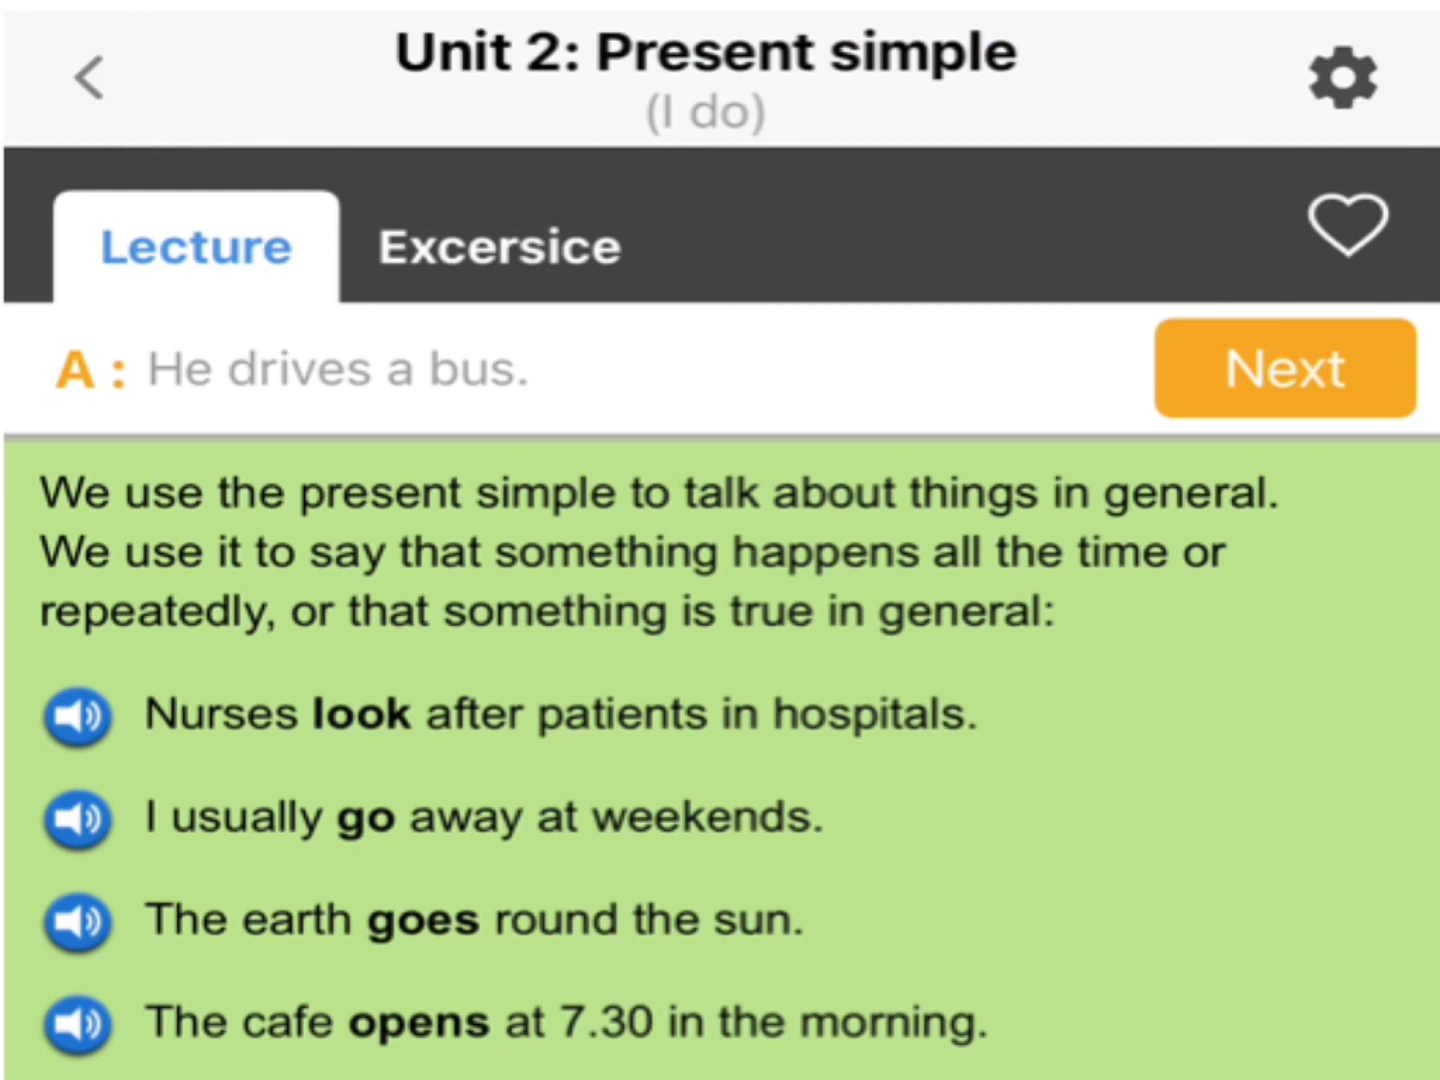 Unit 2: Present simple
(I do)
Lecture
Excersice
A : He drives a bus.
Next
We use the present simple to talk about things in general.
We use it to say that something happens all the time or
repeatedly, or that something is true in general:
Nurses look after patients in hospitals.
I usually go away at weekends.
The earth goes round the sun.
The cafe opens at 7.30 in the morning.